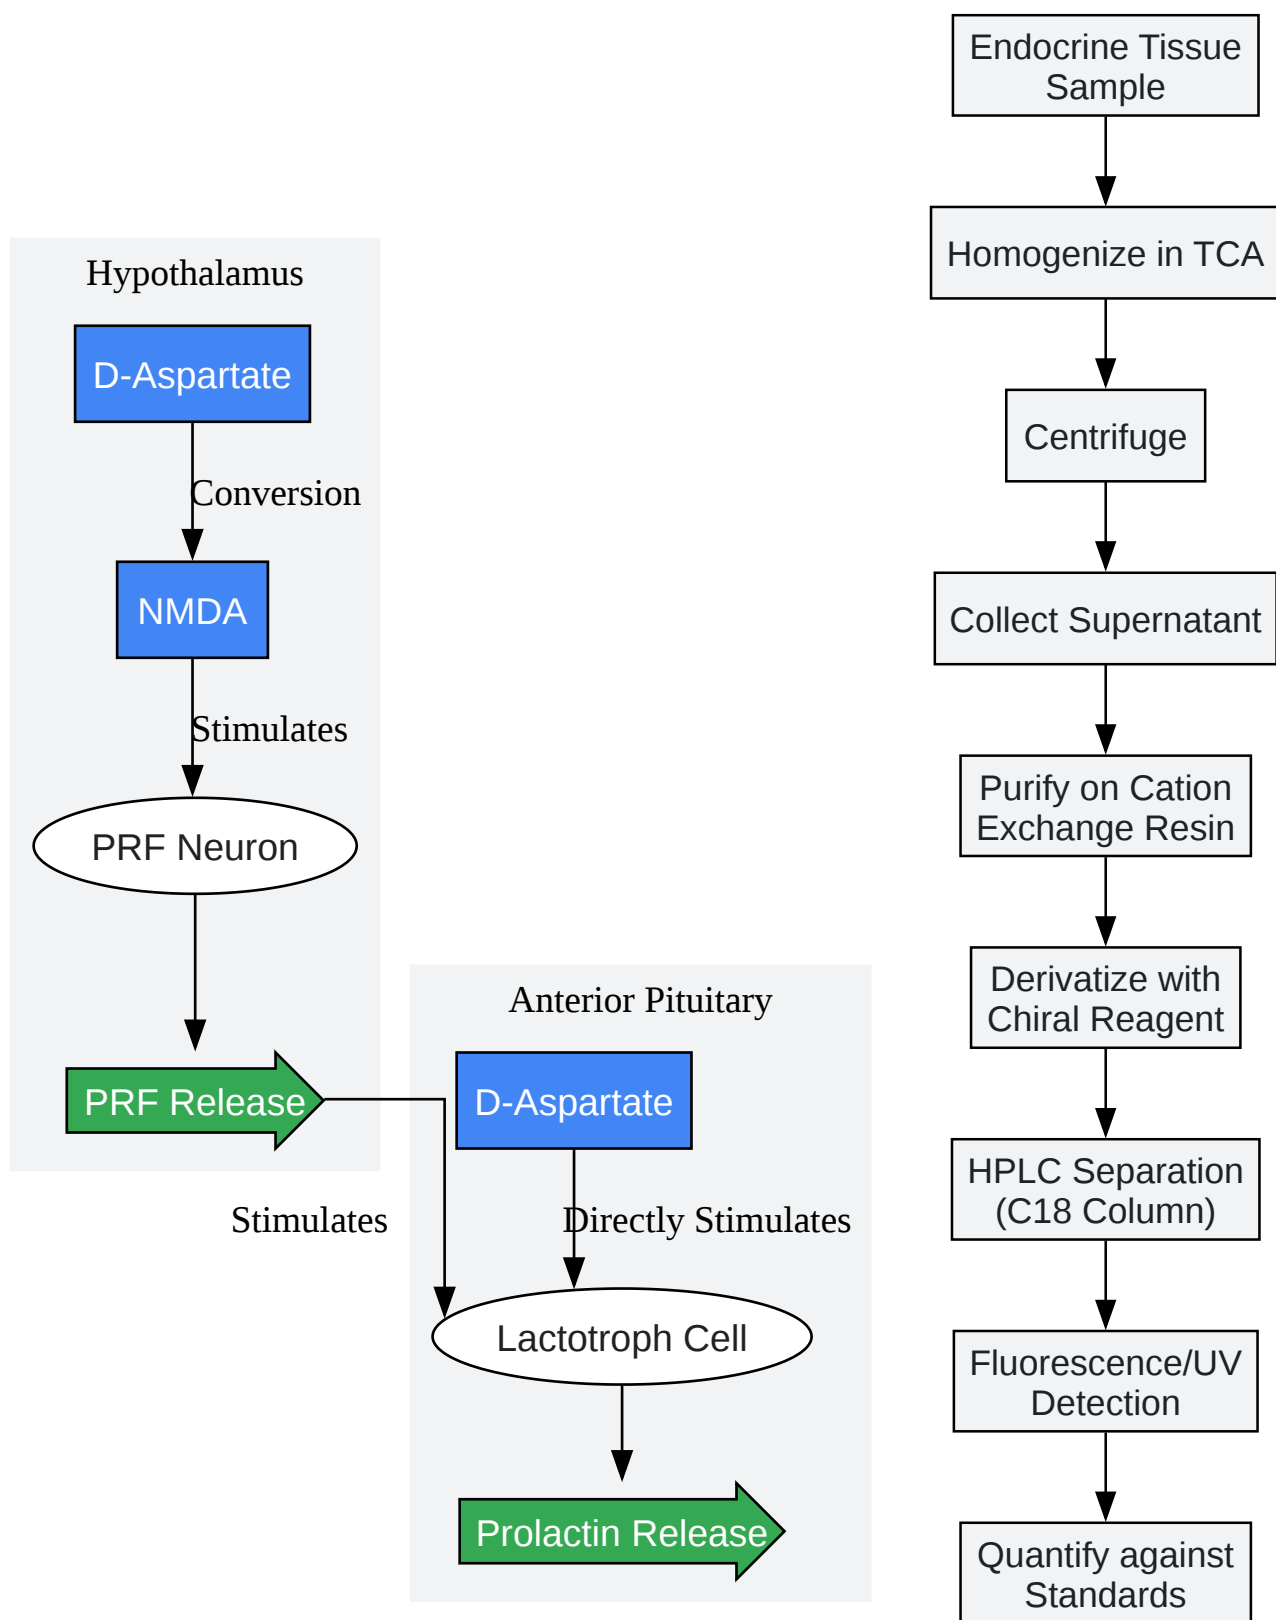 Hypothalamus
D-Aspartate
Conversion
NMDA
Stimulates
PRF Neuron
PRF Release
Stimulates
Anterior Pituitary
D-Aspartate
Directly Stimulates
Lactotroph Cell
Prolactin Release
Endocrine Tissue
Sample
Homogenize in TCA
Centrifuge
Collect Supernatant
Purify on Cation
Exchange Resin
Derivatize with
Chiral Reagent
HPLC Separation
(C18 Column)
Fluorescence/UV
Detection
Quantify against
Standards